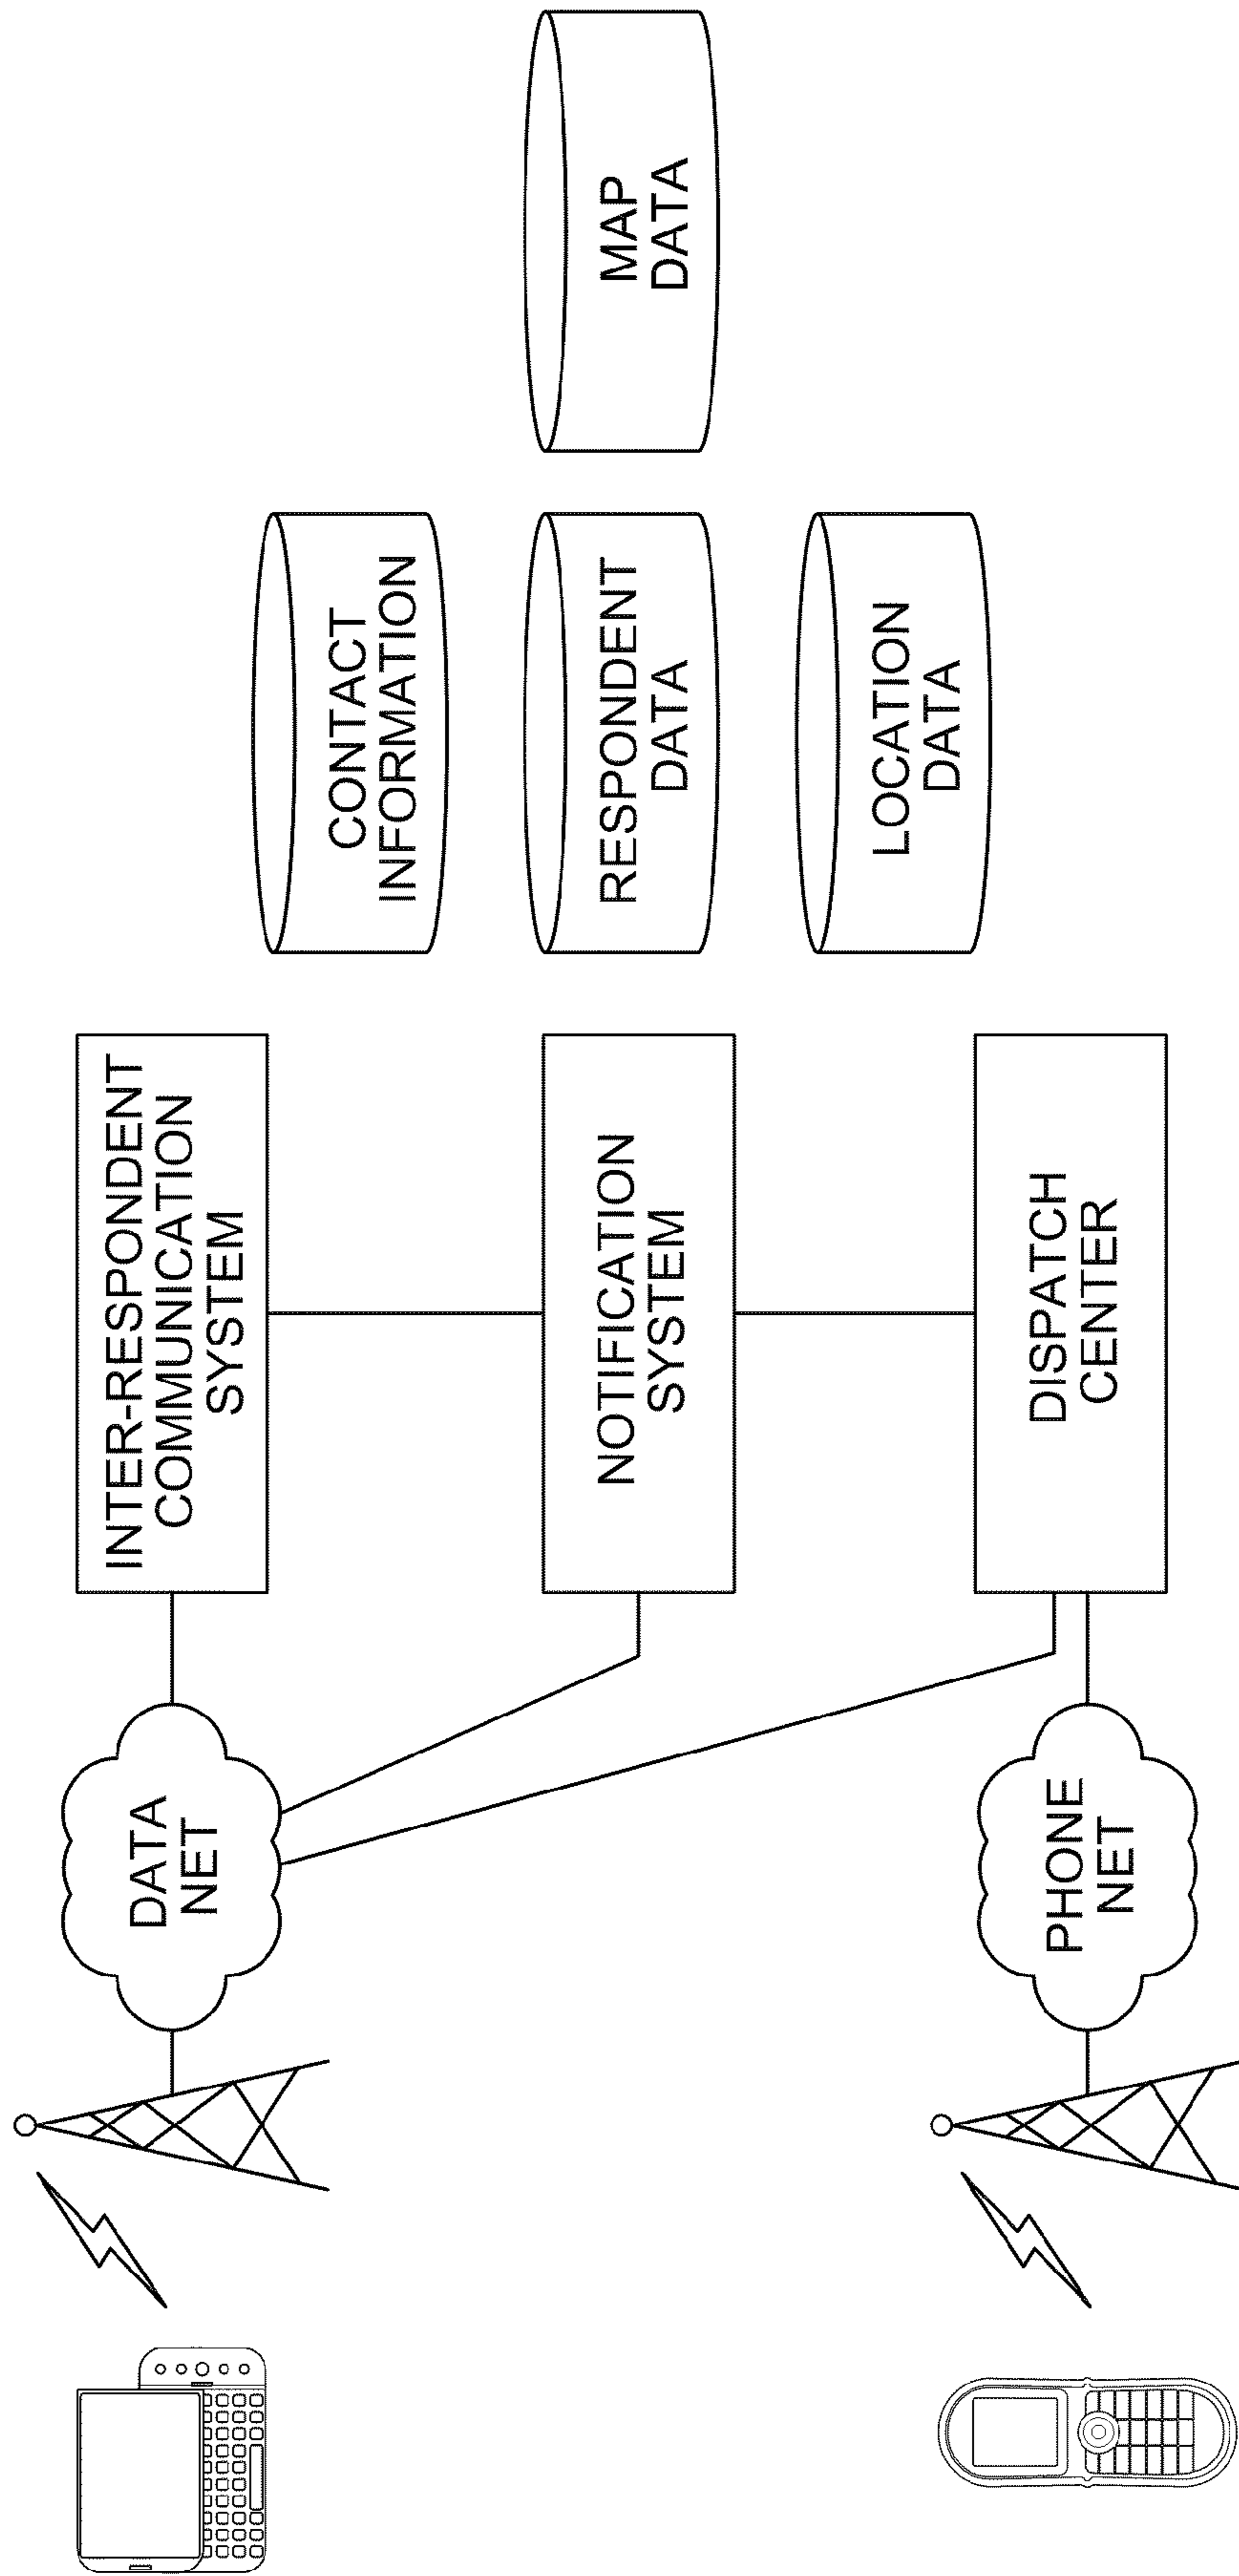 DATA
NET
INTER-RESPONDENT
COMMUNICATION
SYSTEM
CONTACT
INFORMATION
NOTIFICATION
SYSTEM
RESPONDENT
DATA
MAP
DATA
LOCATION
DATA
PHONE
NET
DISPATCH
CENTER